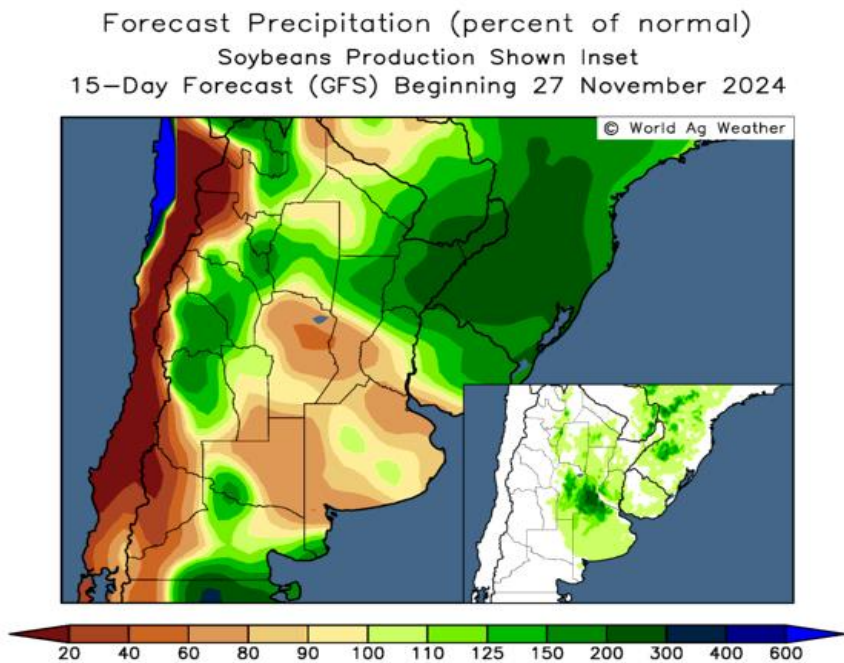 Forecast Precipitation (percent of normal)
Soybeans Production Shown Inset
15-Day Forecast (GFS) Beginning 27 November 2024
© World Ag Weather
20 40 60 80 90 100 110 125 150 200 300 400 600